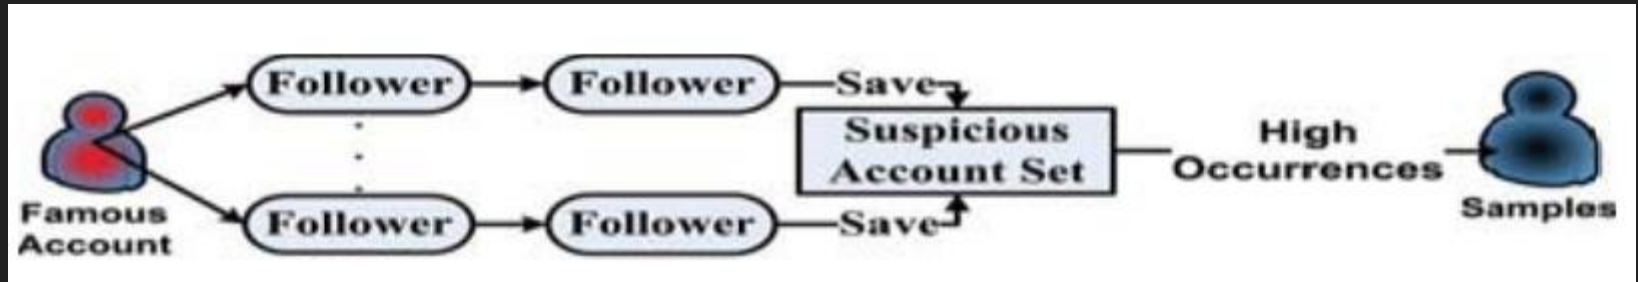 Famous
Account
Follower
Follower
Save
Follower
Follower
Save
Suspicious
Account Set
High
Occurrences
Samples